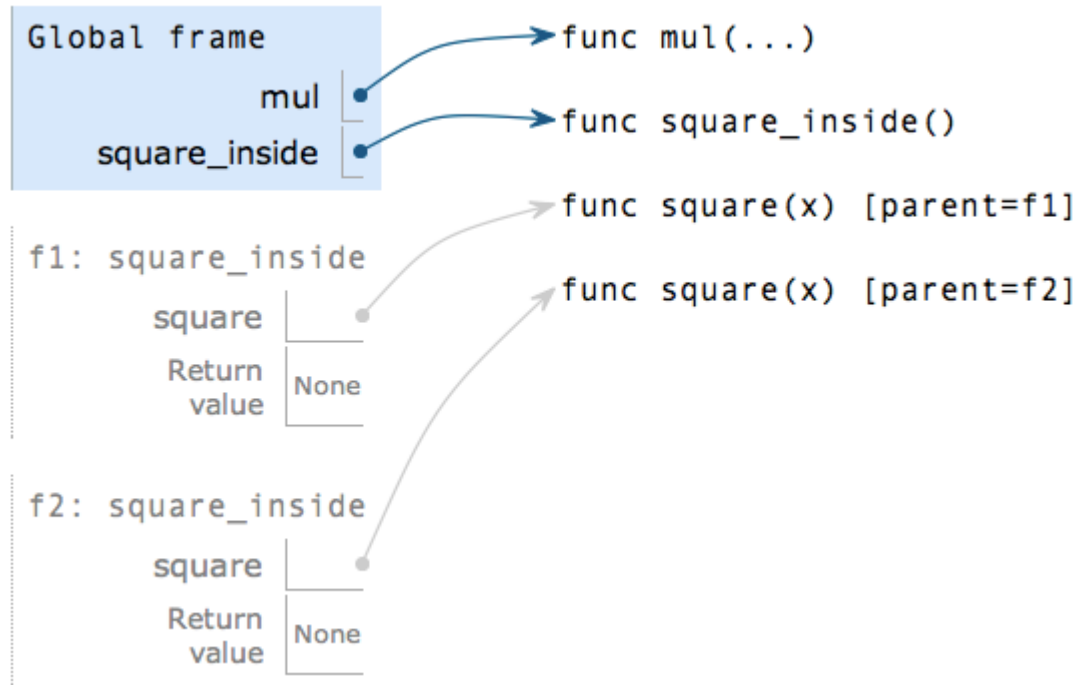 Global frame
mul
square_inside
func mul(...)
func square_inside()
func square(x) [parent=f1]
func square(x) [parent=f2]
f1: square_inside
square
Return
value
None
f2: square_inside
square
Return
value
None